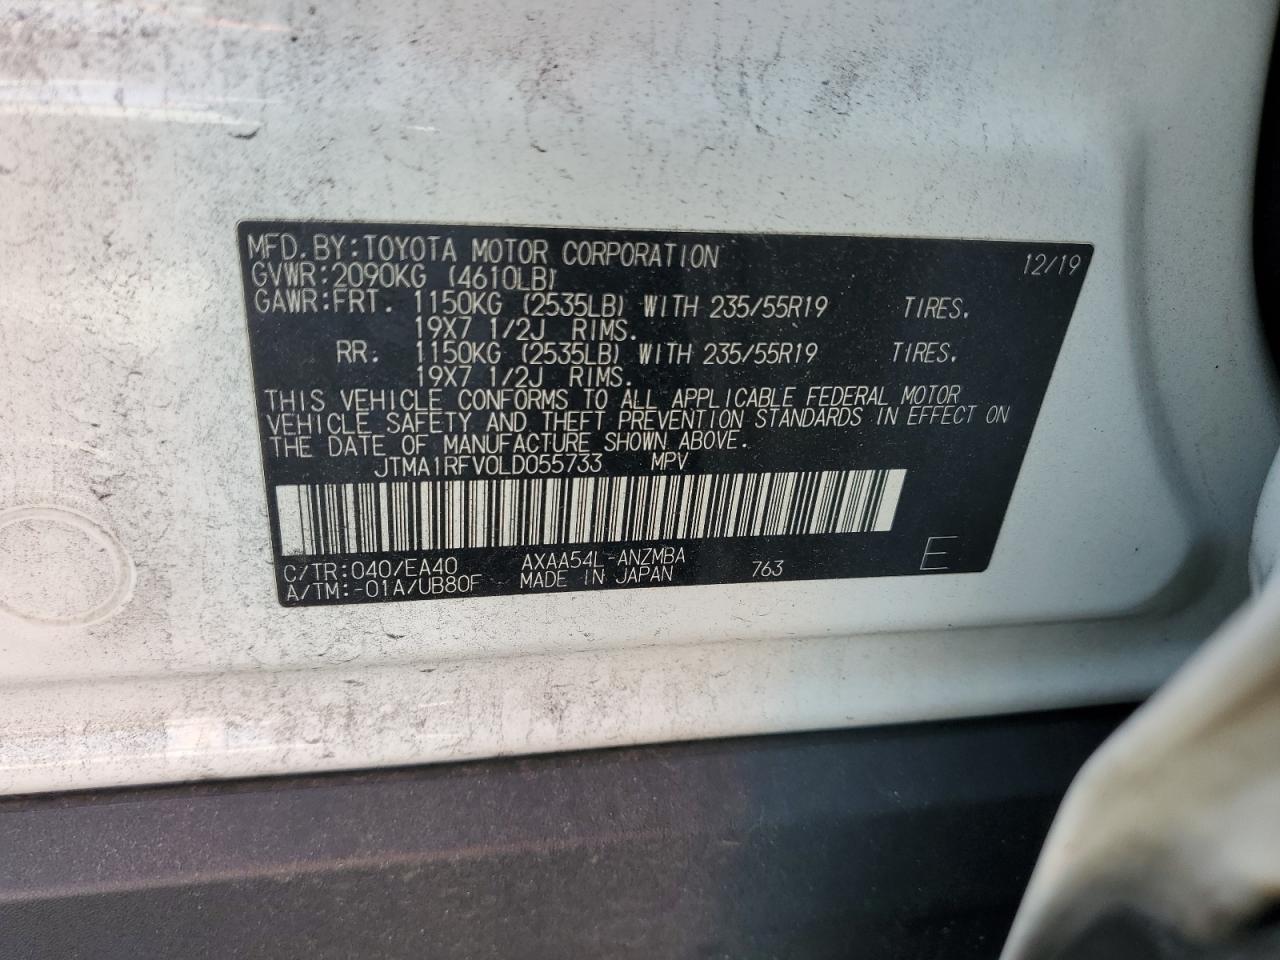 MFD. BY: TOYOTA MOTOR CORPORATION 12/19
GVWR: 2090KG (4610LB)
GAWR: FRT. 1150KG (2535LB) WITH 235/55R19 TIRES.
19X7 1/2J RIMS.
RR. 1150KG (2535LB) WITH 235/55R19 TIRES.
19X7 1/2J RIMS.
THIS VEHICLE CONFORMS TO ALL APPLICABLE FEDERAL MOTOR
VEHICLE SAFETY AND THEFT PREVENTION STANDARDS IN EFFECT ON
THE DATE OF MANUFACTURE SHOWN ABOVE.
JTMA1RFV0LD055733 MPV
C/TR: 040/EA40 AXAA54L-ANZMBA
A/TM: -01A/UB80F MADE IN JAPAN 763 E